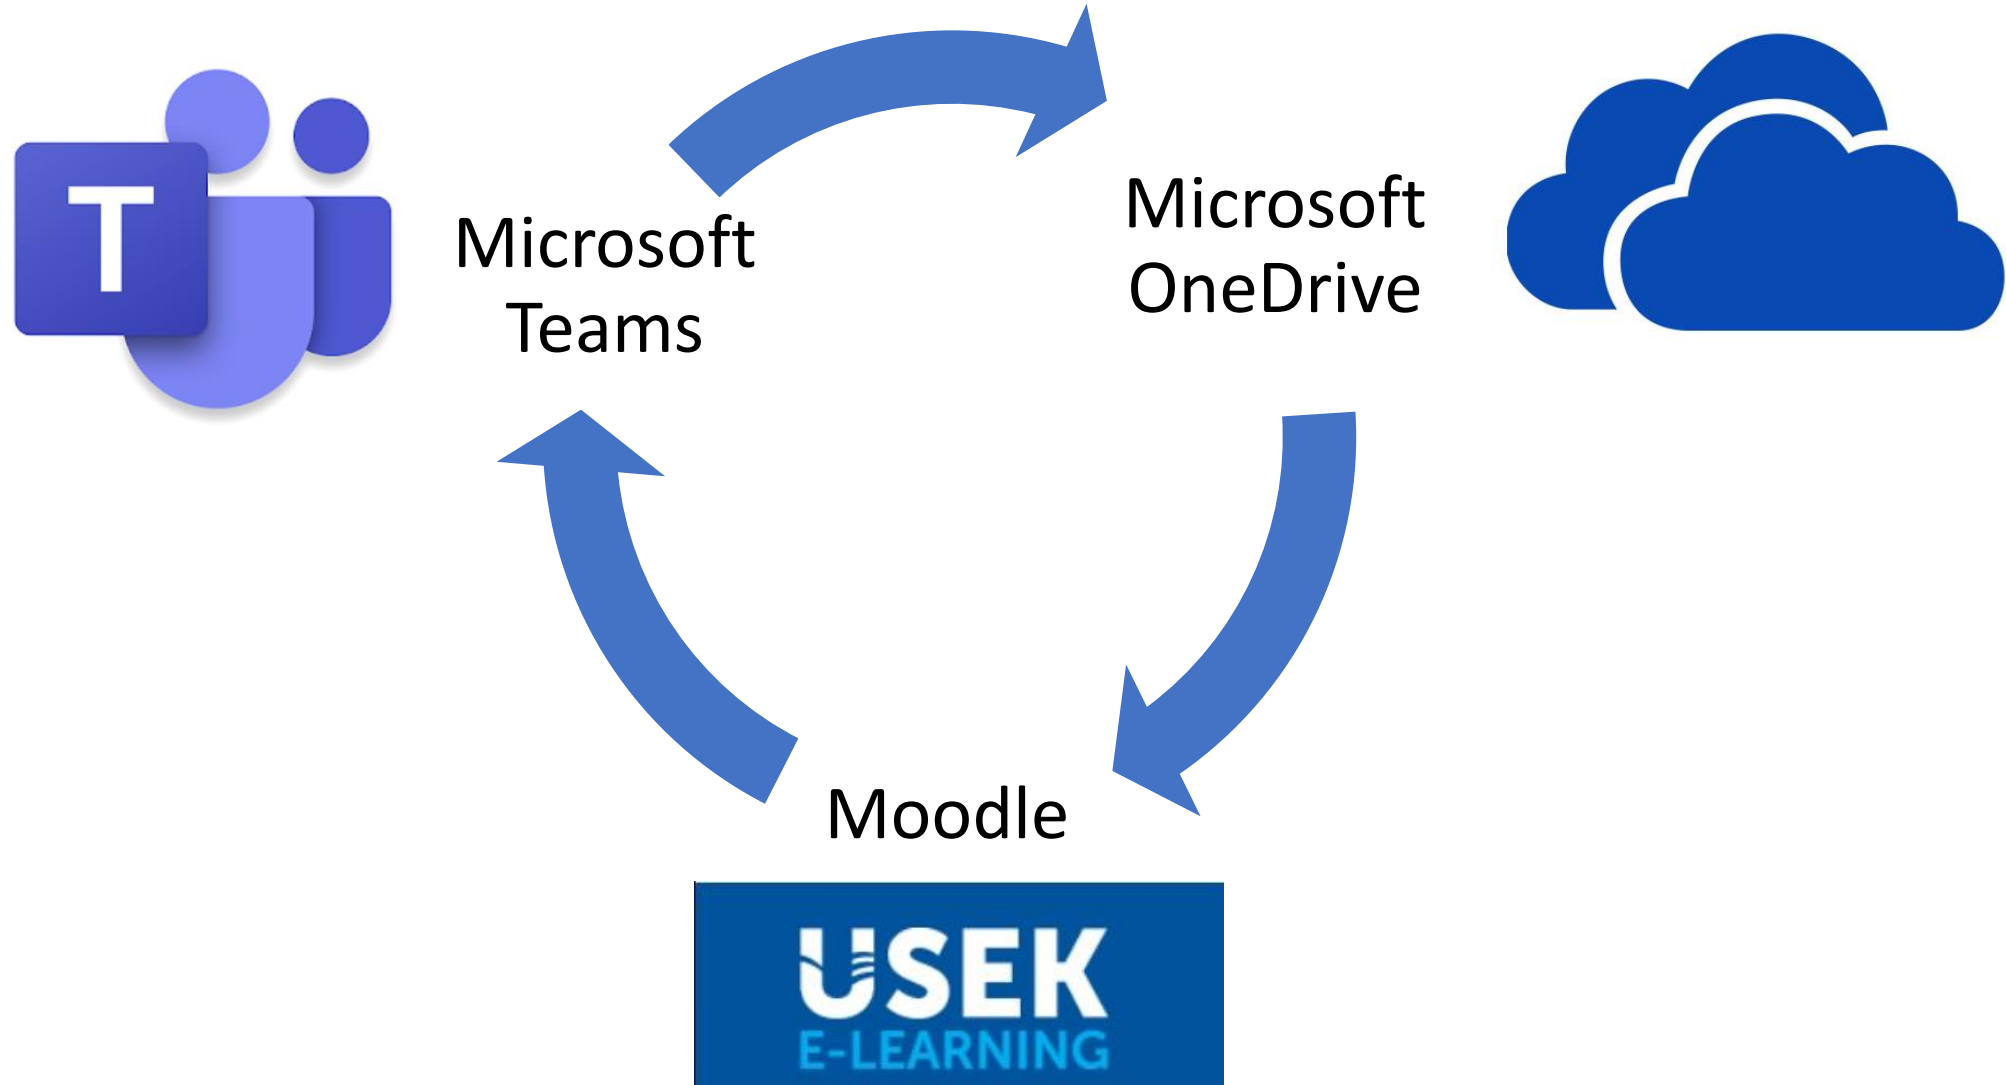 T
Microsoft
Teams
Microsoft
OneDrive
Moodle
USEK
E-LEARNING